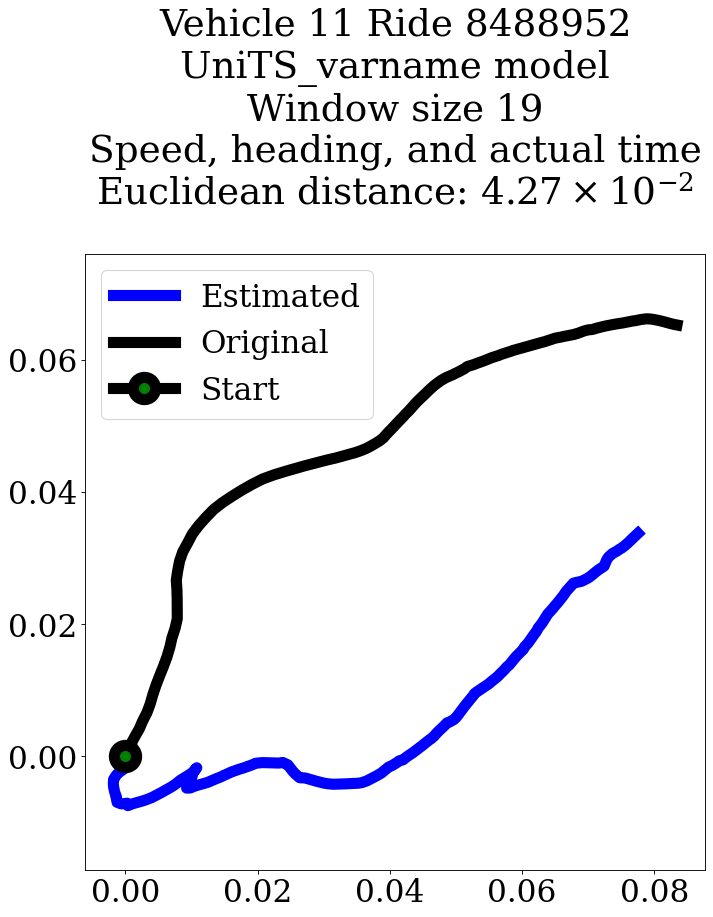 Vehicle 11 Ride 8488952
UniTS_varname model
Window size 19
Speed, heading, and actual time
Euclidean distance: 4.27 × 10⁻²
Estimated
Original
Start
0.06
0.04
0.02
0.00
0.00 0.02 0.04 0.06 0.08